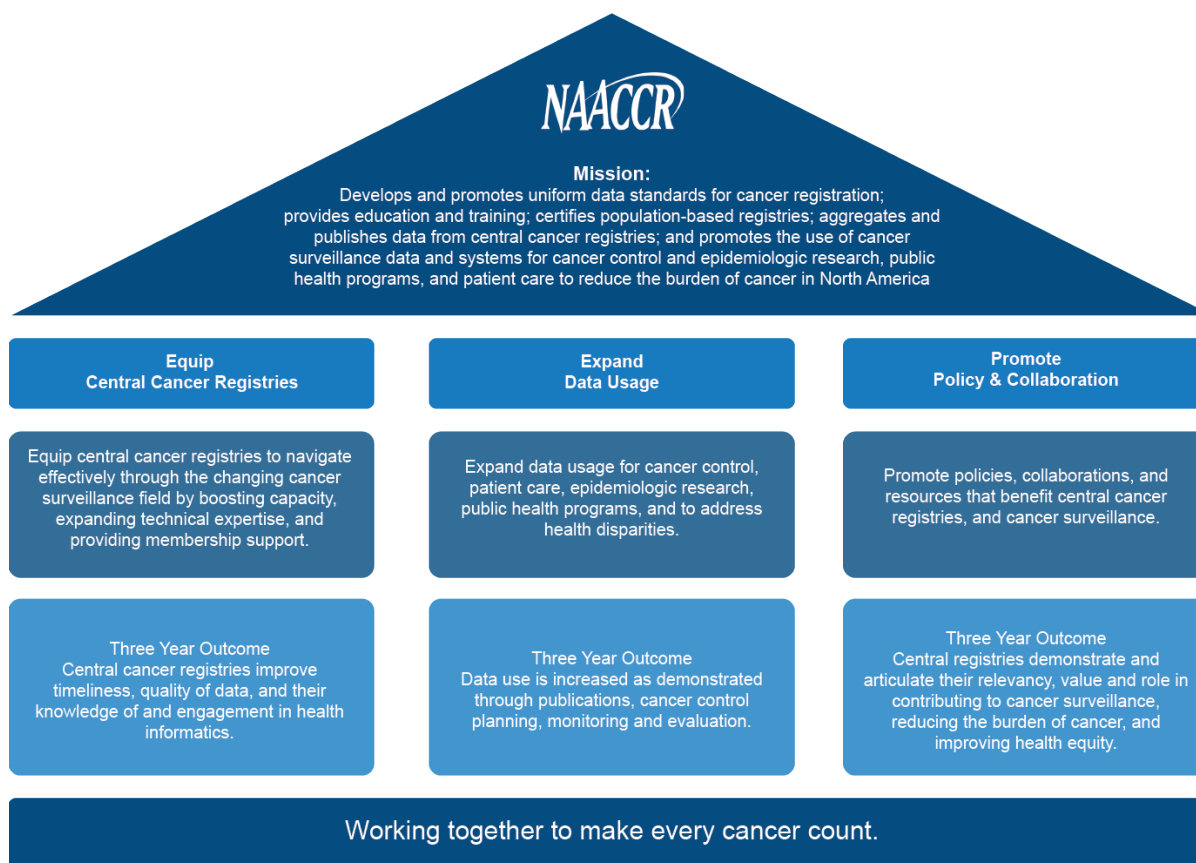 NAACCR
Mission:
Develops and promotes uniform data standards for cancer registration;
provides education and training; certifies population-based registries; aggregates and
publishes data from central cancer registries; and promotes the use of cancer
surveillance data and systems for cancer control and epidemiologic research, public
health programs, and patient care to reduce the burden of cancer in North America
Equip
Central Cancer Registries
Equip central cancer registries to navigate
effectively through the changing cancer
surveillance field by boosting capacity,
expanding technical expertise, and
providing membership support.
Three Year Outcome
Central cancer registries improve
timeliness, quality of data, and their
knowledge of and engagement in health
informatics.
Expand
Data Usage
Expand data usage for cancer control,
patient care, epidemiologic research,
public health programs, and to address
health disparities.
Three Year Outcome
Data use is increased as demonstrated
through publications, cancer control
planning, monitoring and evaluation.
Promote
Policy & Collaboration
Promote policies, collaborations, and
resources that benefit central cancer
registries, and cancer surveillance.
Three Year Outcome
Central registries demonstrate and
articulate their relevancy, value and role in
contributing to cancer surveillance,
reducing the burden of cancer, and
improving health equity.
Working together to make every cancer count.